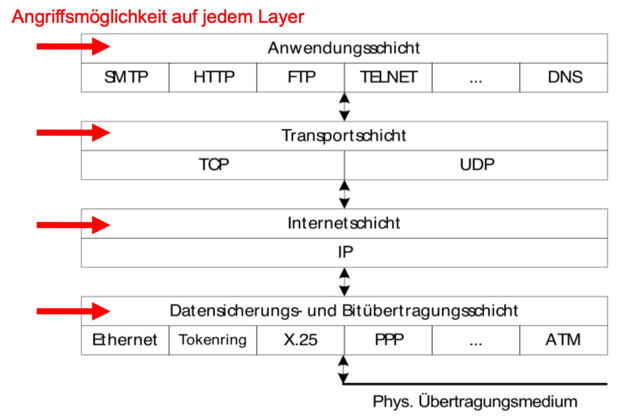 Angriffsmöglichkeit auf jedem Layer
Anwendungsschicht
SMTP HTTP FTP TELNET ... DNS
Transportschicht
TCP UDP
Internetschicht
IP
Datensicherungs- und Bitübertragungsschicht
Ethernet Tokenring X.25 PPP ... ATM
Phys. Übertragungsmedium